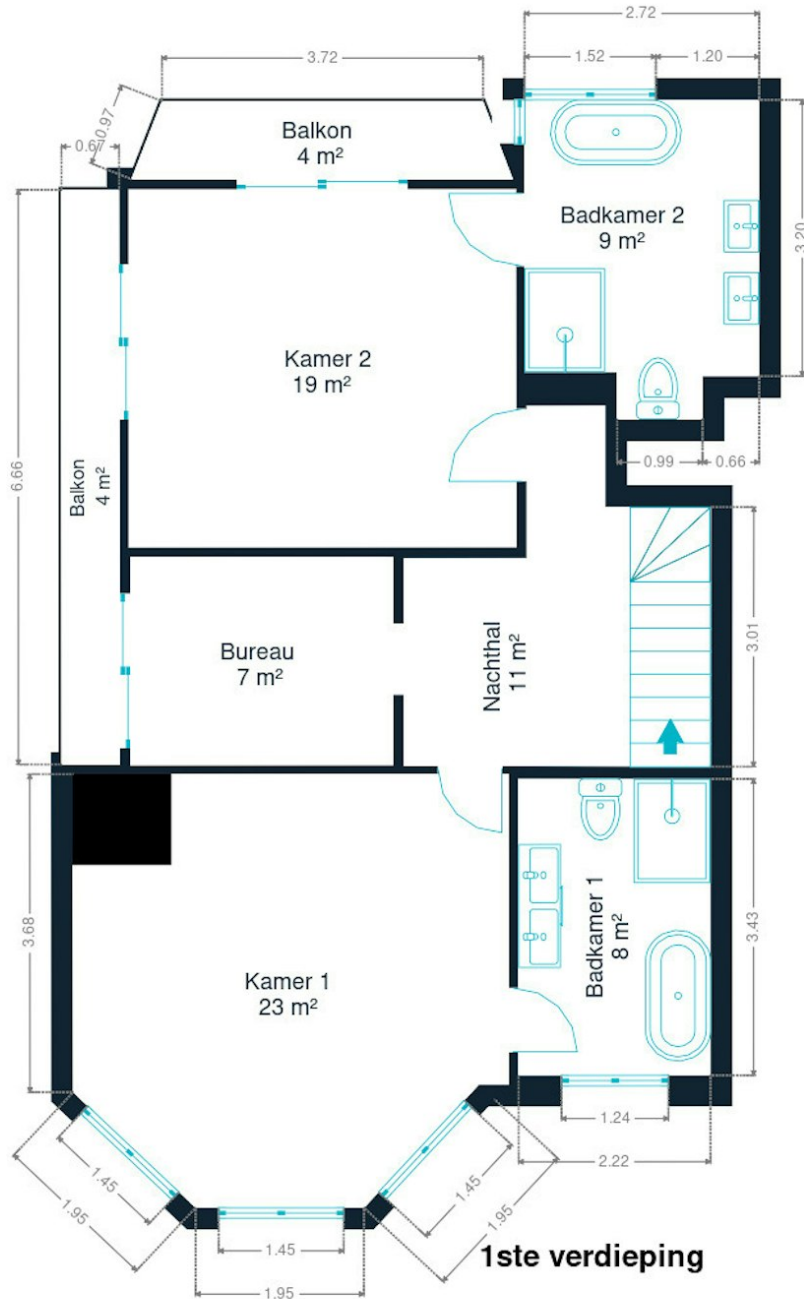 2.72
1.52
1.20
3.72
0.97
0.67
Balkon
4 m²
Badkamer 2
9 m²
3.20
Kamer 2
19 m²
6.66
Balkon
4 m²
0.99
0.66
Bureau
7 m²
Nachthal
11 m²
3.01
3.68
Kamer 1
23 m²
Badkamer 1
8 m²
3.43
1.24
2.22
1.45
1.95
1.45
1.95
1.45
1.95
1ste verdieping